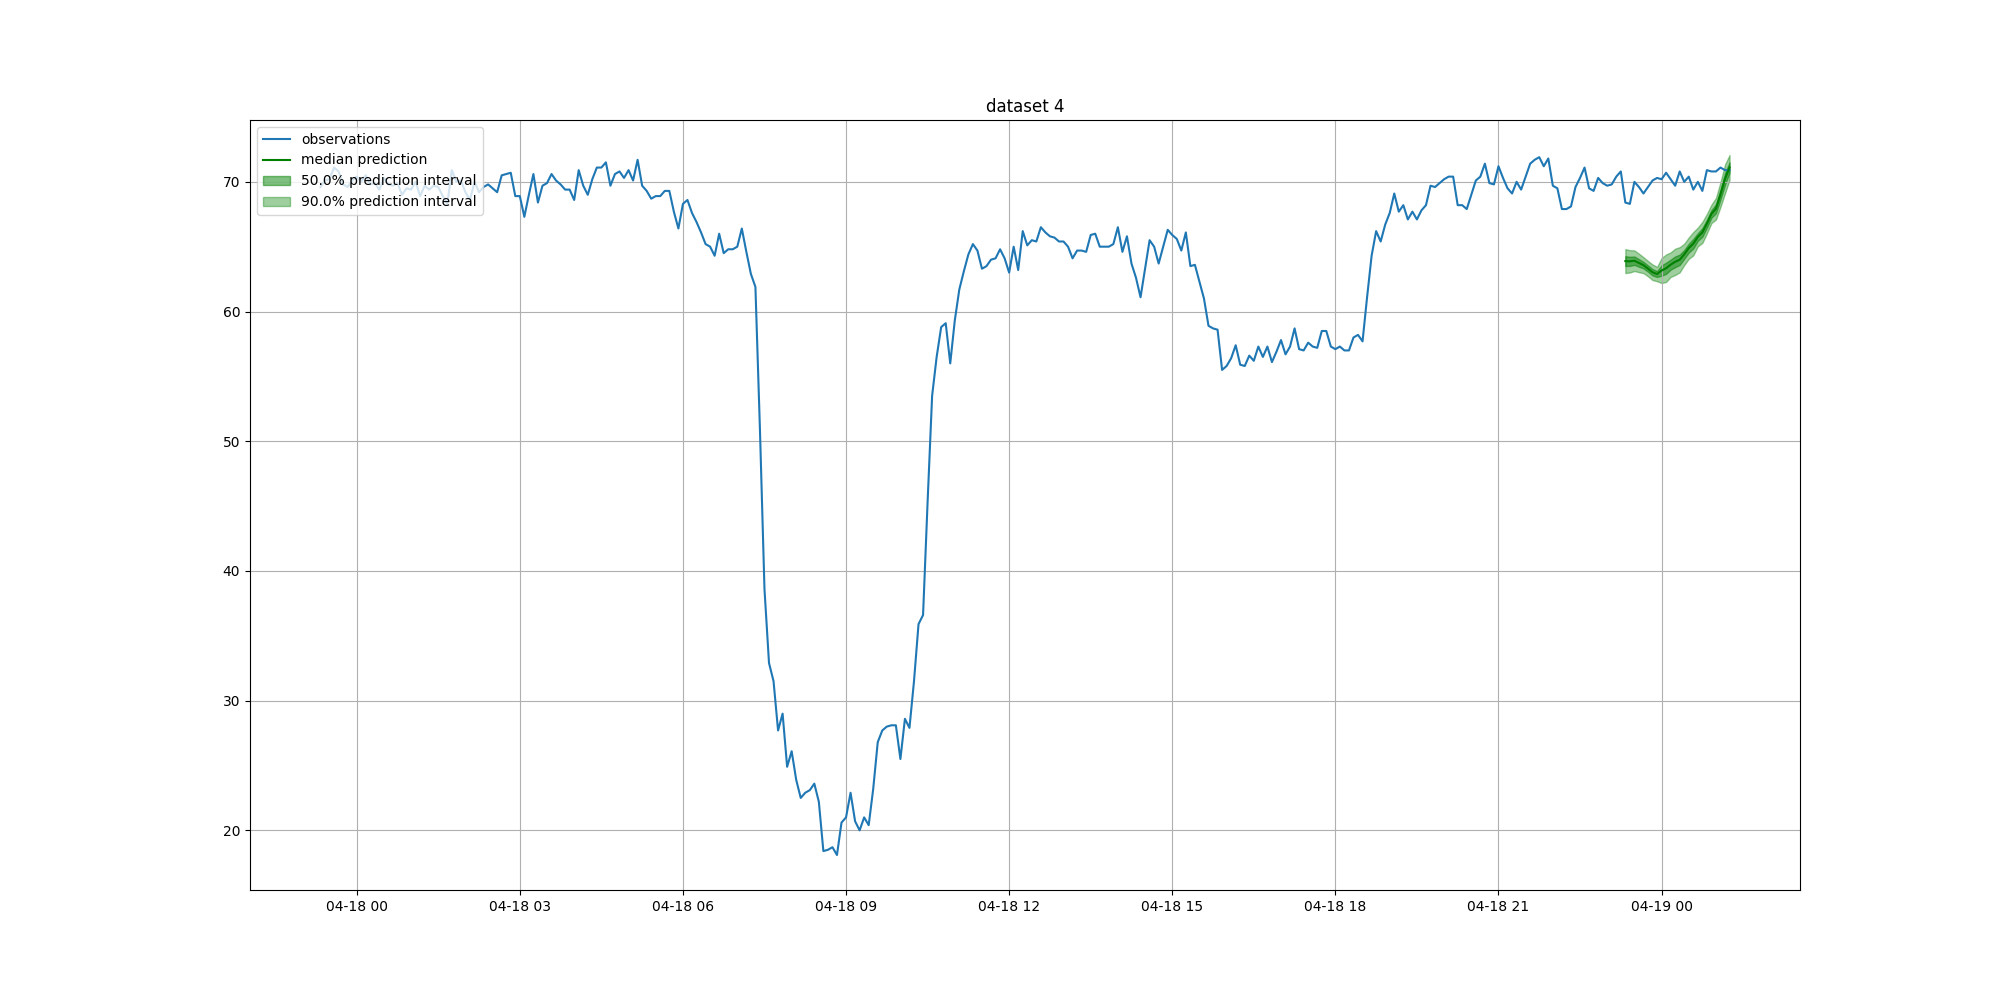 dataset 4
observations
median prediction
50.0% prediction interval
90.0% prediction interval
70
60
50
40
30
20
04-18 00 04-18 03 04-18 06 04-18 09 04-18 12 04-18 15 04-18 18 04-18 21 04-19 00